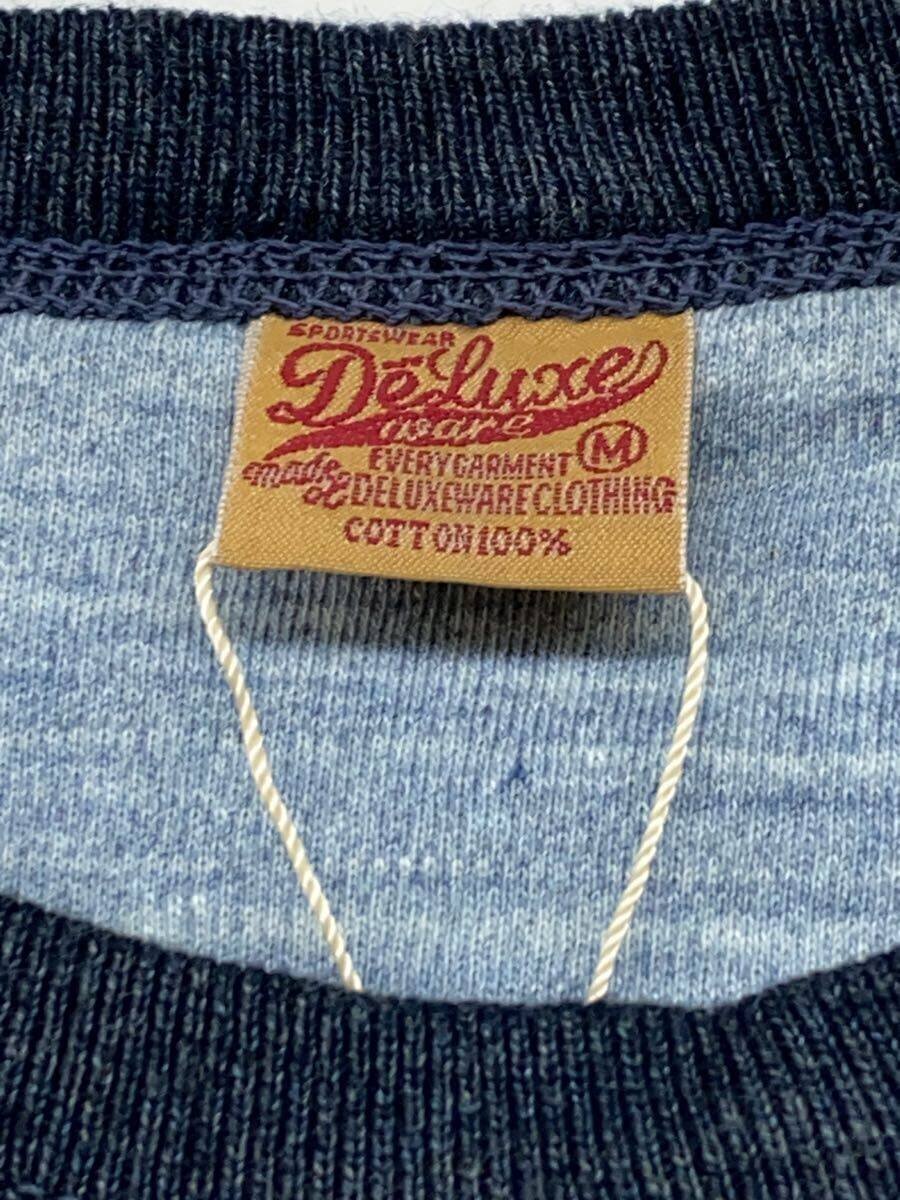 SPORTSWEAR
DeLuxe
ware
EVERY GARMENT M
made by DELUXEWARE CLOTHING
COTTON 100%